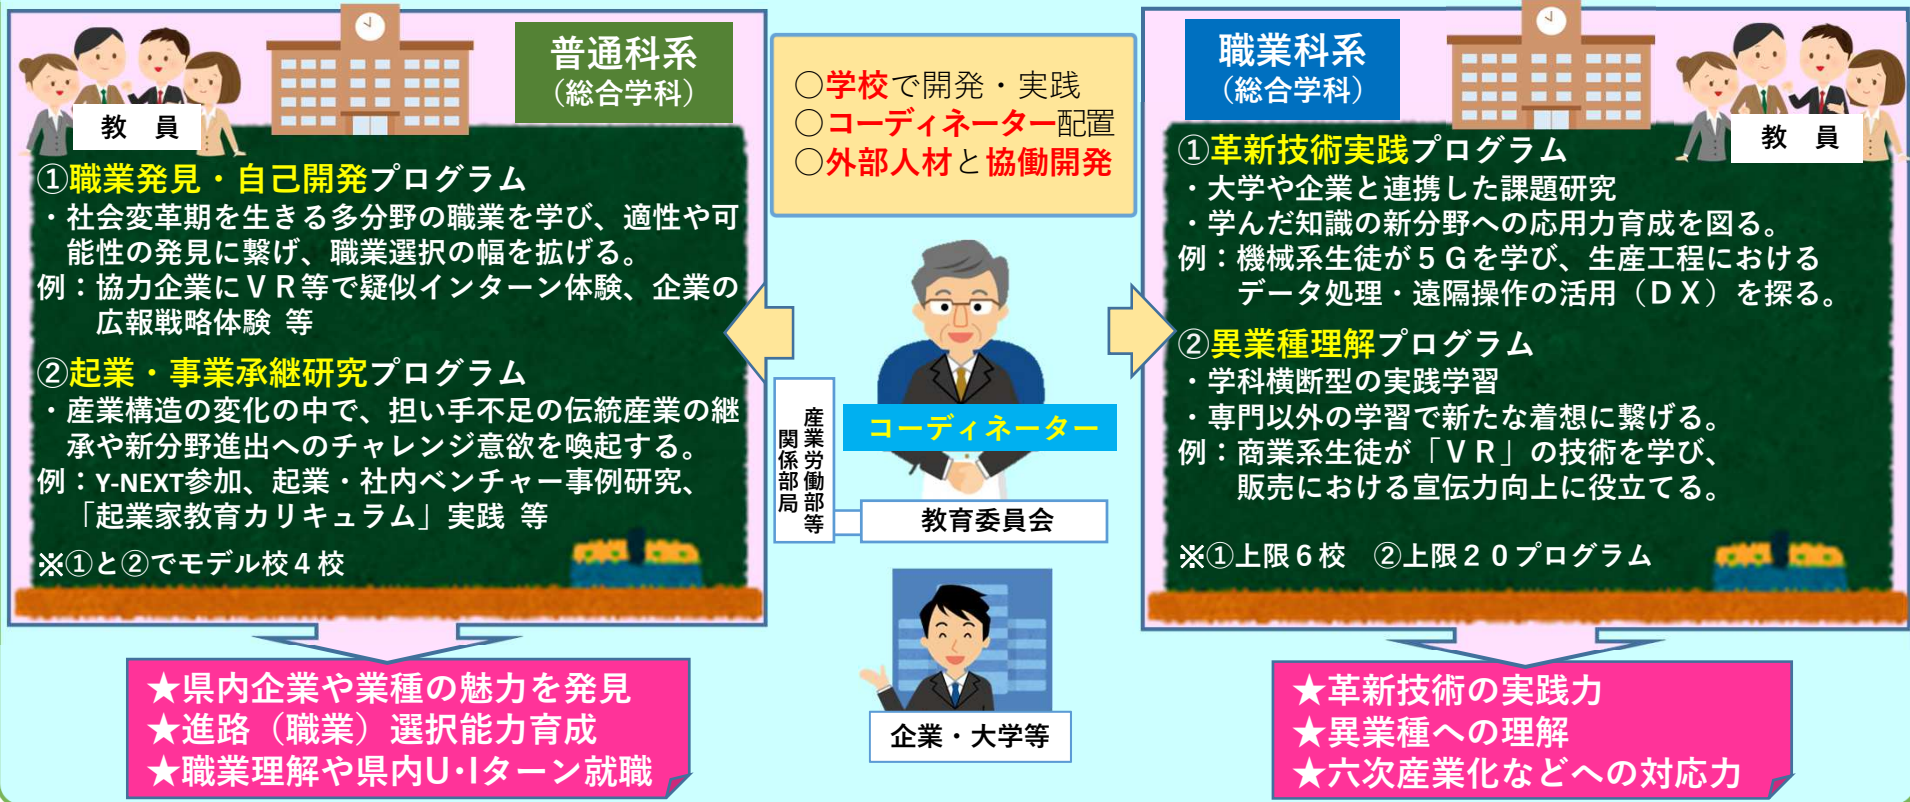 普通科系
（総合学科）
教　員
①職業発見・自己開発プログラム
・社会変革期を生きる多分野の職業を学び、適性や可
能性の発見に繋げ、職業選択の幅を拡げる。
例：協力企業にＶＲ等で疑似インターン体験、企業の
広報戦略体験 等
②起業・事業承継研究プログラム
・産業構造の変化の中で、担い手不足の伝統産業の継
承や新分野進出へのチャレンジ意欲を喚起する。
例：Y-NEXT参加、起業・社内ベンチャー事例研究、
「起業家教育カリキュラム」実践 等
※①と②でモデル校４校
★県内企業や業種の魅力を発見
★進路（職業）選択能力育成
★職業理解や県内U･Iターン就職
○学校で開発・実践
○コーディネーター配置
○外部人材と協働開発
コーディネーター
産業労働部等
関係部局
教育委員会
企業・大学等
職業科系
（総合学科）
教　員
①革新技術実践プログラム
・大学や企業と連携した課題研究
・学んだ知識の新分野への応用力育成を図る。
例：機械系生徒が５Ｇを学び、生産工程における
データ処理・遠隔操作の活用（ＤＸ）を探る。
②異業種理解プログラム
・学科横断型の実践学習
・専門以外の学習で新たな着想に繋げる。
例：商業系生徒が「ＶＲ」の技術を学び、
販売における宣伝力向上に役立てる。
※①上限６校　②上限２０プログラム
★革新技術の実践力
★異業種への理解
★六次産業化などへの対応力